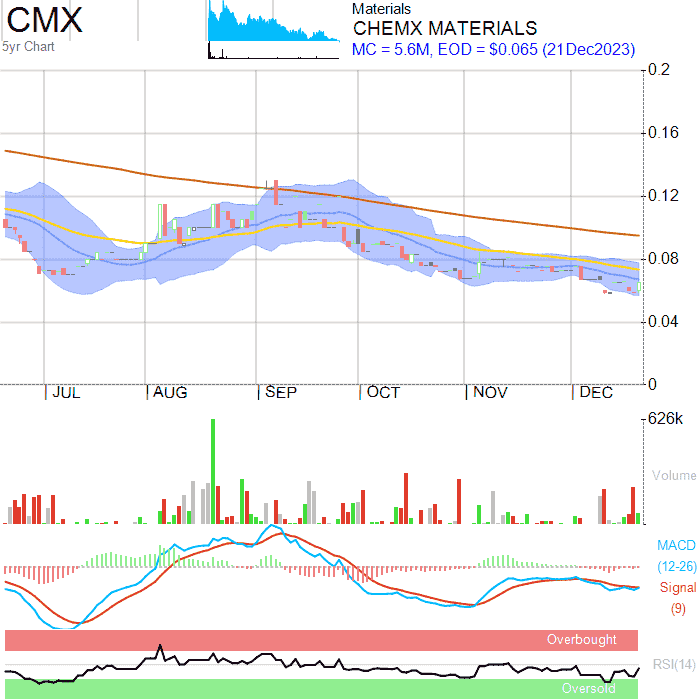 CMX
5yr Chart
Materials
CHEMX MATERIALS
MC = 5.6M, EOD = $0.065 (21Dec2023)
0.2
0.16
0.12
0.08
0.04
0
JUL AUG SEP OCT NOV DEC
626k
Volume
MACD
(12-26)
Signal
(9)
Overbought
RSI(14)
Oversold